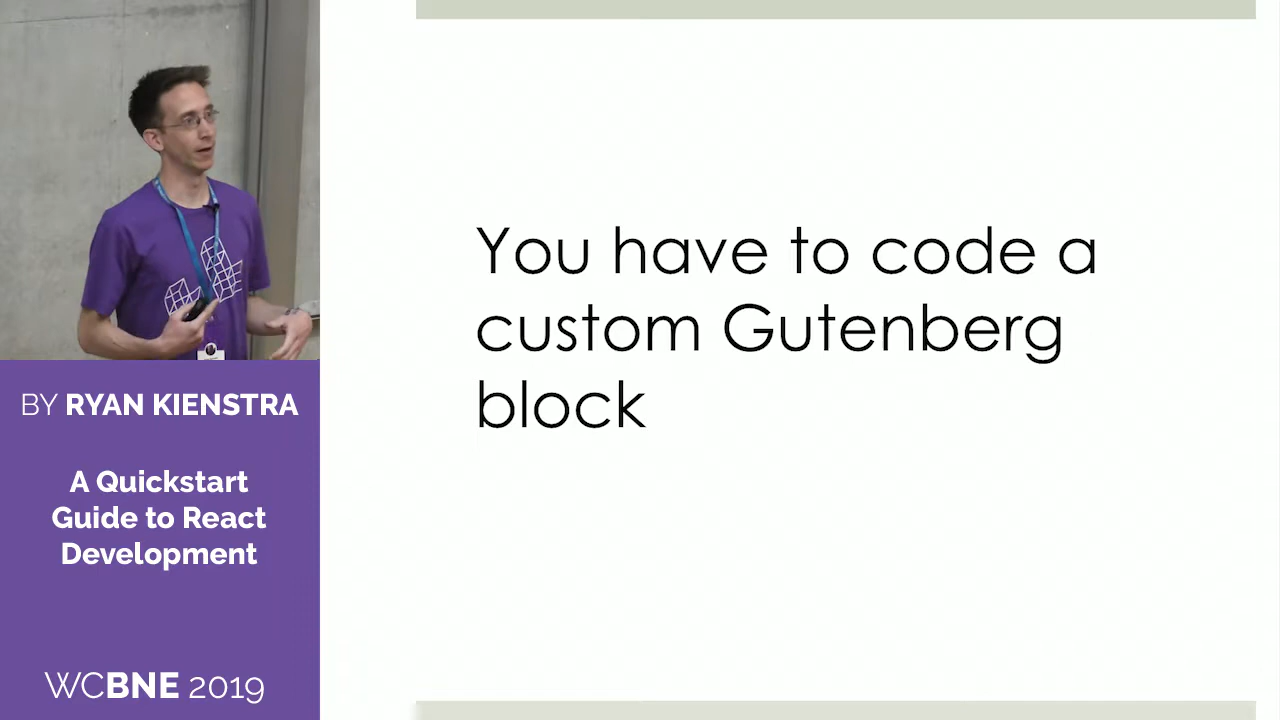 BY RYAN KIENSTRA
A Quickstart
Guide to React
Development
WCBNE 2019
You have to code a
custom Gutenberg
block